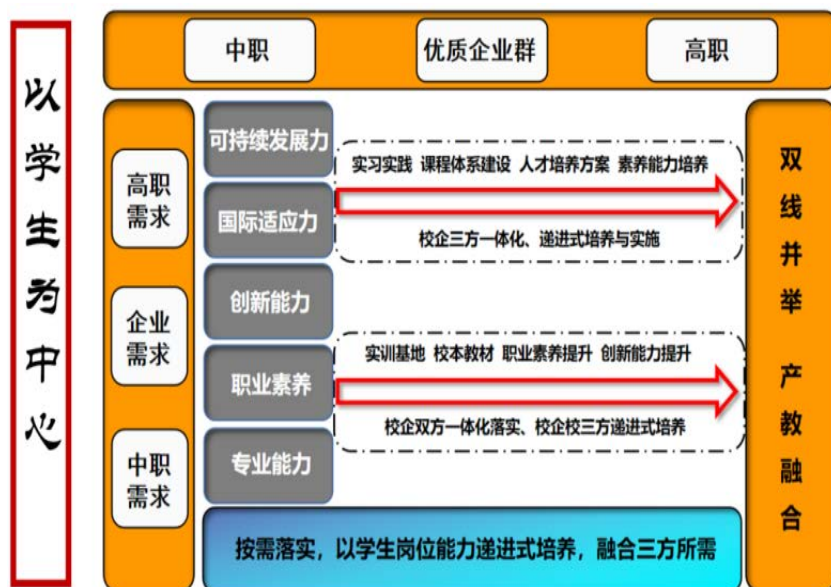 以学生为中心
中职
优质企业群
高职
高职
需求
企业
需求
中职
需求
可持续发展力
国际适应力
创新能力
职业素养
专业能力
实习实践 课程体系建设 人才培养方案 素养能力培养
校企三方一体化、递进式培养与实施
实训基地 校本教材 职业素养提升 创新能力提升
校企双方一体化落实、校企校三方递进式培养
双线并举 产教融合
按需落实，以学生岗位能力递进式培养，融合三方所需